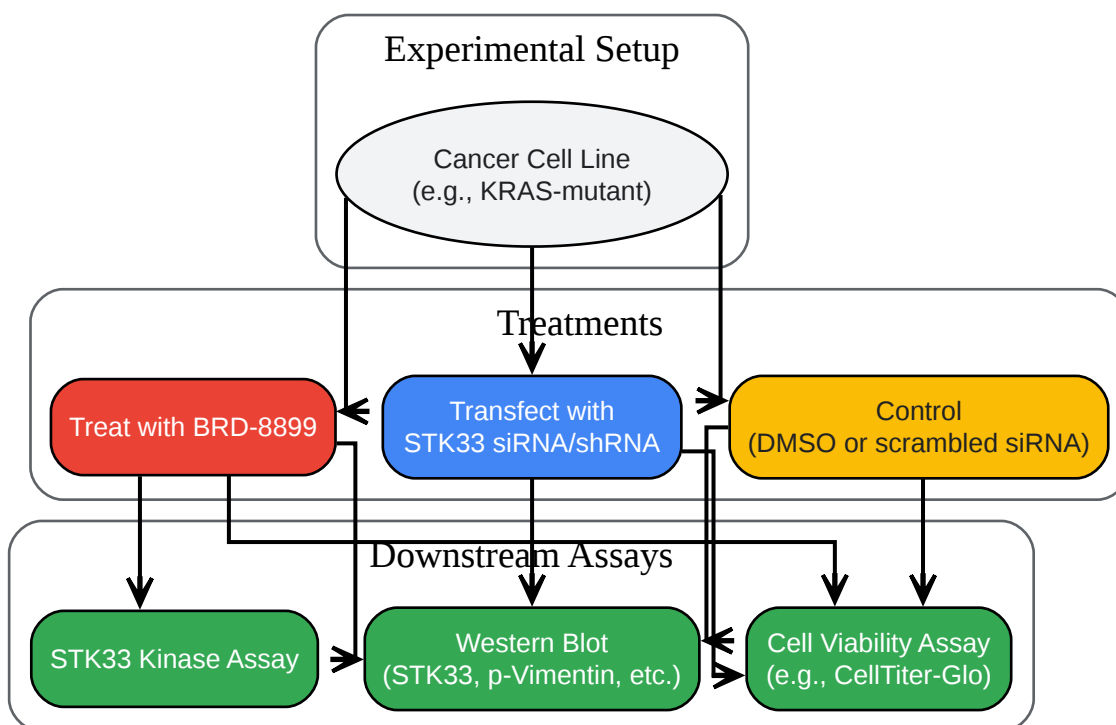 Experimental Setup
Cancer Cell Line
(e.g., KRAS-mutant)
Treatments
Treat with BRD-8899
Transfect with
STK33 siRNA/shRNA
Control
(DMSO or scrambled siRNA)
Downstream Assays
STK33 Kinase Assay
Western Blot
(STK33, p-Vimentin, etc.)
Cell Viability Assay
(e.g., CellTiter-Glo)